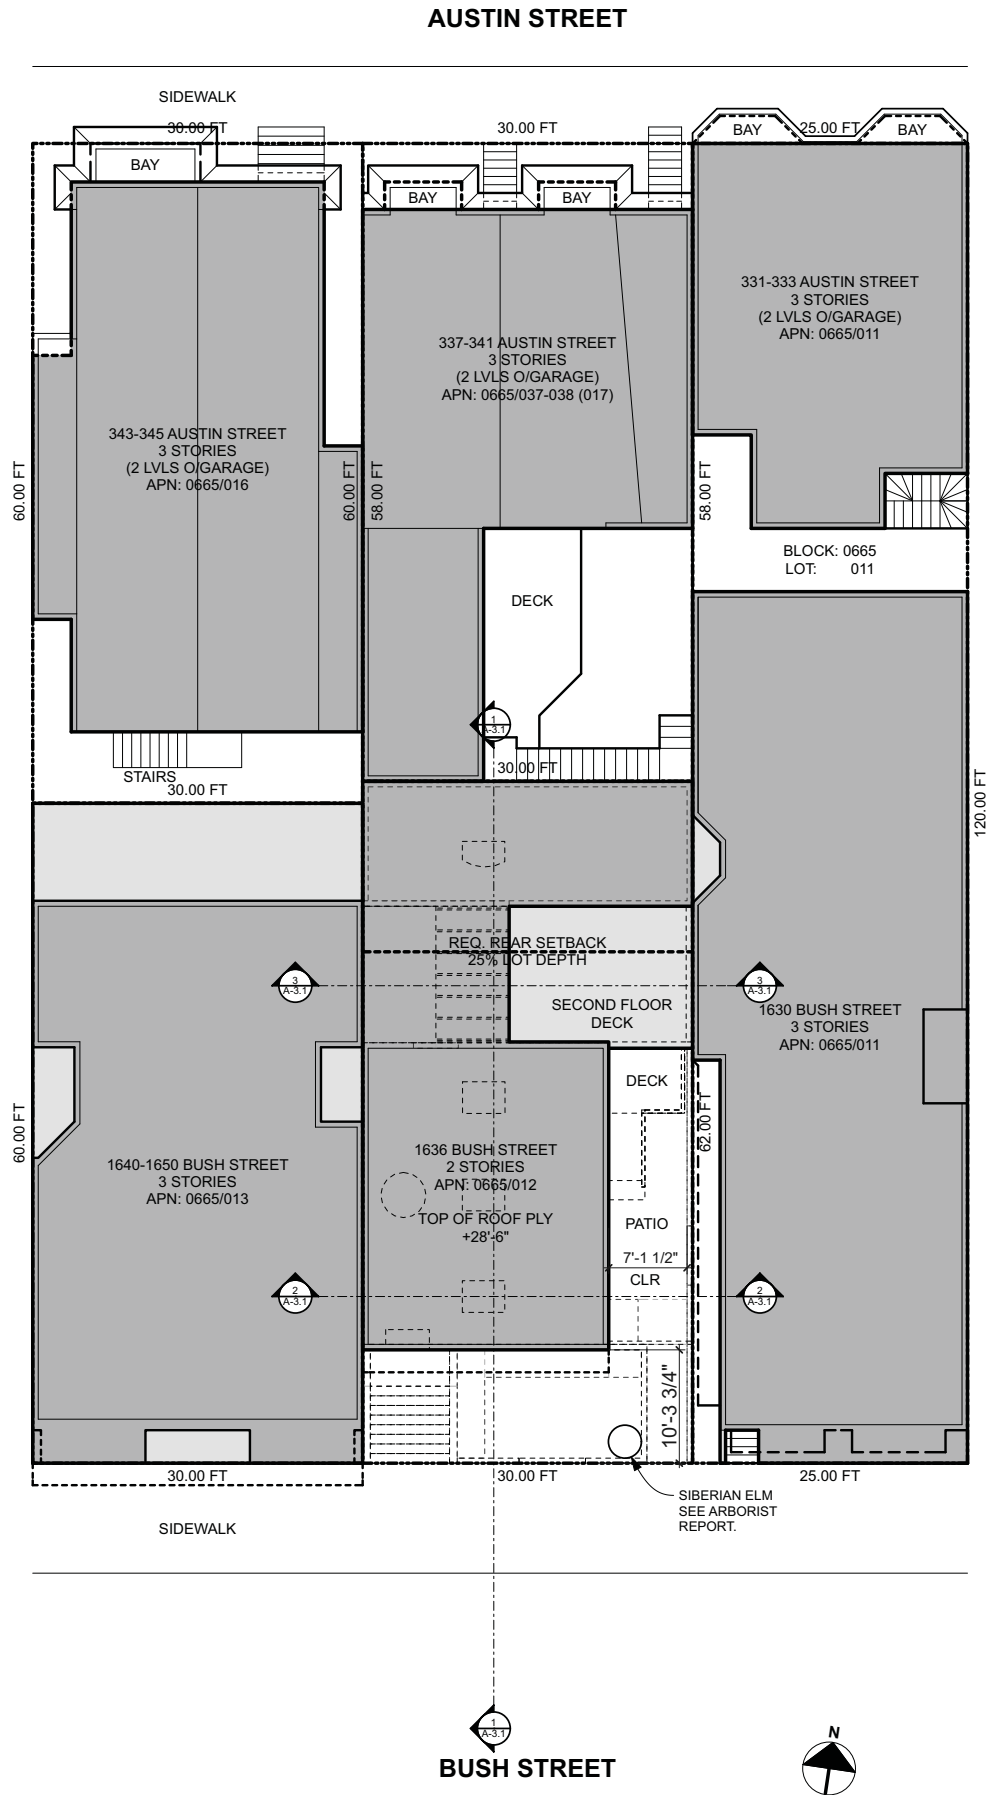 AUSTIN STREET
SIDEWALK
30.00 FT
30.00 FT
25.00 FT
BAY
BAY
BAY
BAY
BAY
331-333 AUSTIN STREET
3 STORIES
(2 LVLS O/GARAGE)
APN: 0665/011
337-341 AUSTIN STREET
3 STORIES
(2 LVLS O/GARAGE)
APN: 0665/037-038 (017)
343-345 AUSTIN STREET
3 STORIES
(2 LVLS O/GARAGE)
APN: 0665/016
60.00 FT
60.00 FT
58.00 FT
58.00 FT
BLOCK: 0665
LOT: 011
DECK
1
A-3.1
30.00 FT
STAIRS
30.00 FT
120.00 FT
REQ. REAR SETBACK
25% LOT DEPTH
3
A-3.1
3
A-3.1
SECOND FLOOR
DECK
1630 BUSH STREET
3 STORIES
APN: 0665/011
DECK
60.00 FT
62.00 FT
1640-1650 BUSH STREET
3 STORIES
APN: 0665/013
1636 BUSH STREET
2 STORIES
APN: 0665/012
TOP OF ROOF PLY
+28'-6"
PATIO
7'-1 1/2"
CLR
2
A-3.1
2
A-3.1
10'-3 3/4"
30.00 FT
30.00 FT
25.00 FT
SIBERIAN ELM
SEE ARBORIST
REPORT.
SIDEWALK
1
A-3.1
BUSH STREET
N